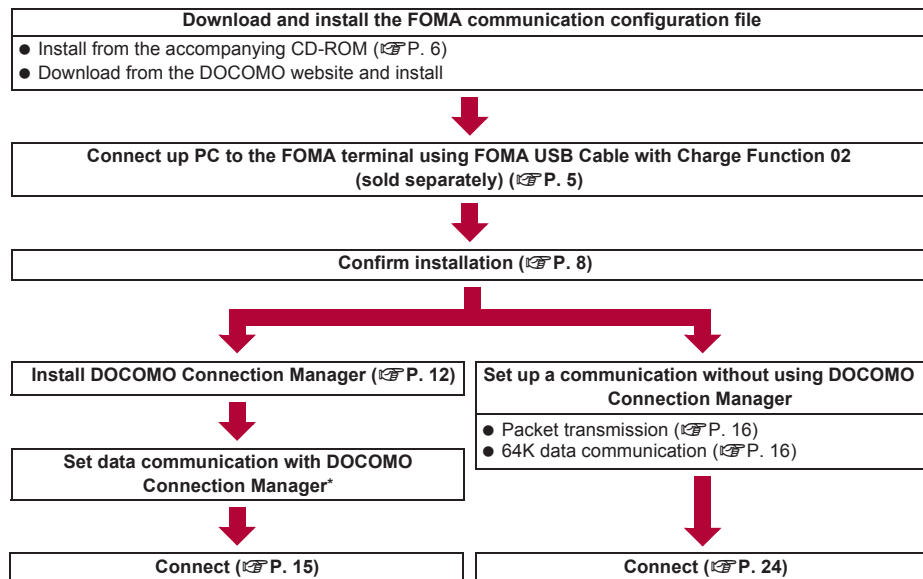 Download and install the FOMA communication configuration file
● Install from the accompanying CD-ROM (☞P. 6)
● Download from the DOCOMO website and install
Connect up PC to the FOMA terminal using FOMA USB Cable with Charge Function 02
(sold separately) (☞P. 5)
Confirm installation (☞P. 8)
Install DOCOMO Connection Manager (☞P. 12)
Set data communication with DOCOMO
Connection Manager*
Connect (☞P. 15)
Set up a communication without using DOCOMO
Connection Manager
● Packet transmission (☞P. 16)
● 64K data communication (☞P. 16)
Connect (☞P. 24)